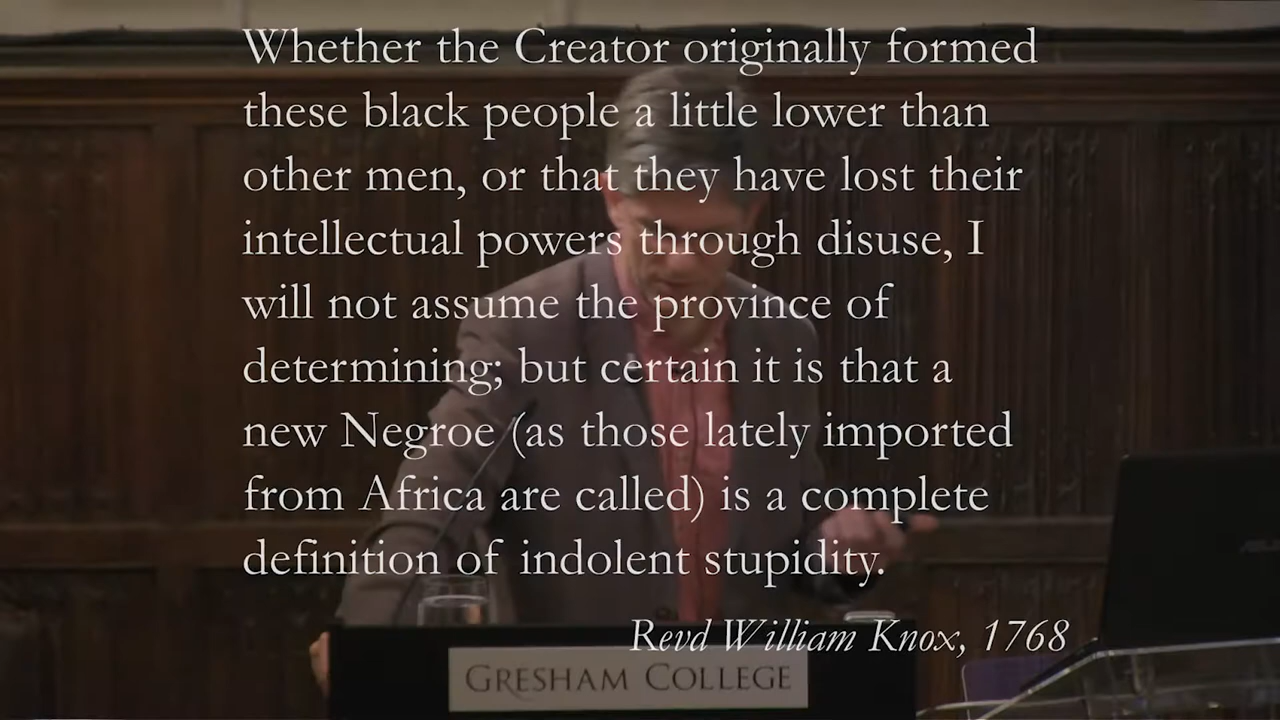 Whether the Creator originally formed
these black people a little lower than
other men, or that they have lost their
intellectual powers through disuse, I
will not assume the province of
determining; but certain it is that a
new Negroe (as those lately imported
from Africa are called) is a complete
definition of indolent stupidity.
Revd William Knox, 1768
GRESHAM COLLEGE